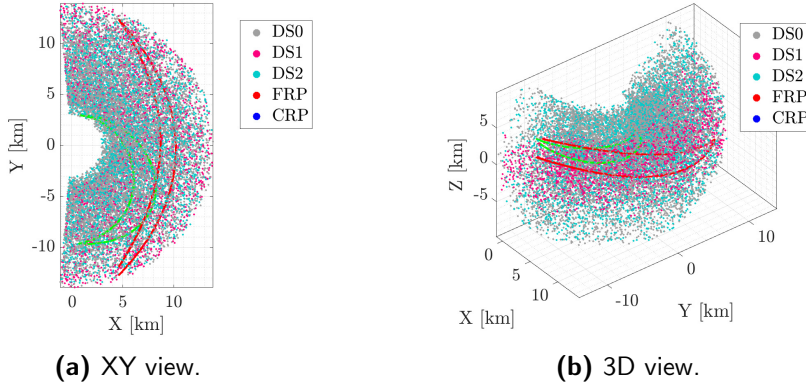 10
5
0
-5
-10
Y [km]
0
5
10
X [km]
DS0
DS1
DS2
FRP
CRP
(a) XY view.
5
0
-5
Z [km]
0
5
10
X [km]
-10
0
10
Y [km]
DS0
DS1
DS2
FRP
CRP
(b) 3D view.